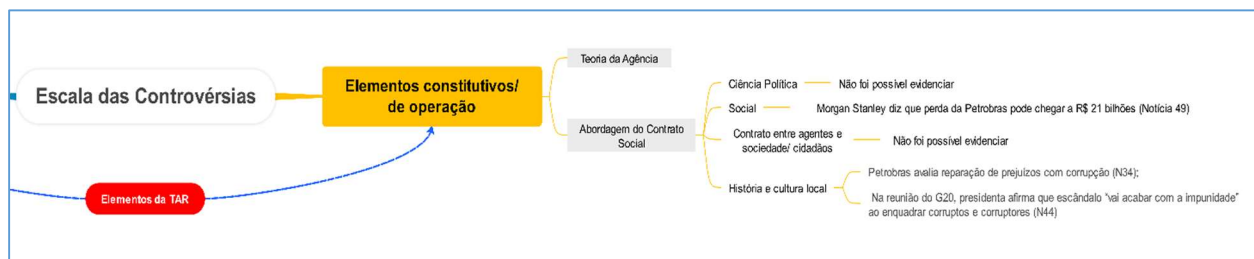 Escala das Controvérsias
Elementos da TAR
Elementos constitutivos/
de operação
Teoria da Agência
Abordagem do Contrato
Social
Ciência Política
Não foi possível evidenciar
Social
Morgan Stanley diz que perda da Petrobras pode chegar a R$ 21 bilhões (Notícia 49)
Contrato entre agentes e
sociedade/ cidadãos
Não foi possível evidenciar
História e cultura local
Petrobras avalia reparação de prejuízos com corrupção (N34);
Na reunião do G20, presidenta afirma que escândalo “vai acabar com a impunidade”
ao enquadrar corruptos e corruptores (N44)